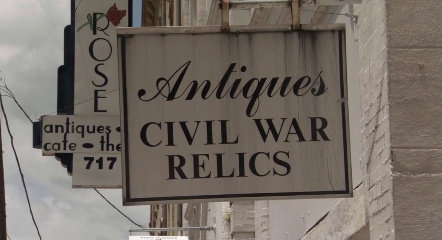 ROSE
antiques •
cafe • the
717
Antiques
CIVIL WAR
RELICS